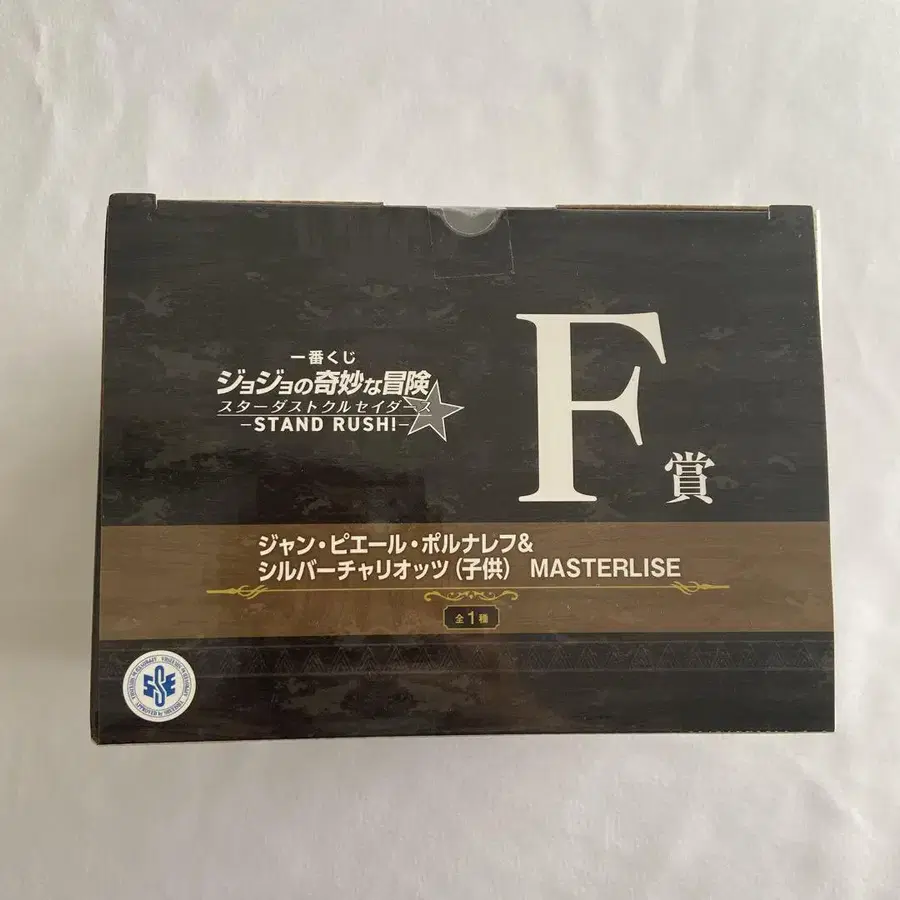 一番くじ
ジョジョの奇妙な冒険
スターダストクルセイダース
-STAND RUSH!-
F賞
ジャン・ピエール・ポルナレフ&
シルバーチャリオッツ(子供) MASTERLISE
全1種